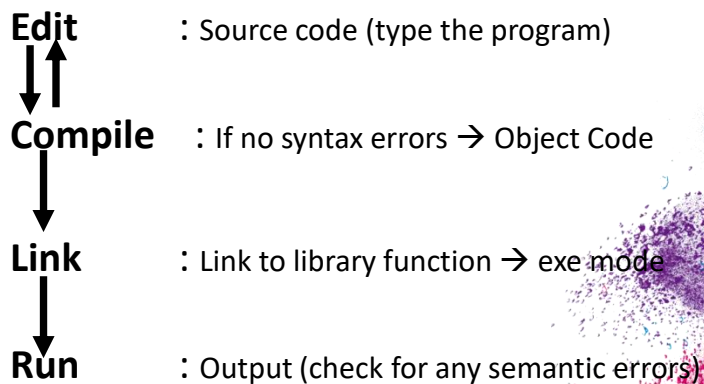 Edit : Source code (type the program)
Compile : If no syntax errors → Object Code
Link : Link to library function → exe mode
Run : Output (check for any semantic errors)